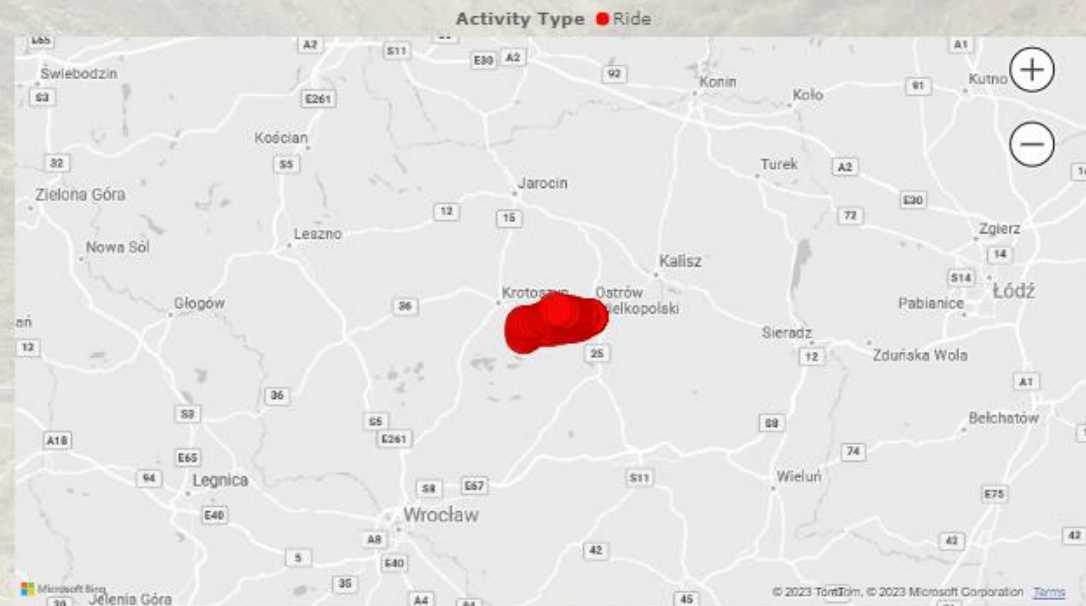 Activity Type Ride
A2
S11
E30
A2
92
A1
Świebodzin
S3
E261
Konin
Koło
91
Kutno
Kościan
32
S5
Turek
A2
Zielona Góra
Jarocin
12
15
72
E30
Nowa Sól
Leszno
Zgierz
14
Kalisz
S14
Łódź
Głogów
36
Ostrów
Pabianice
12
Sieradz
Zduńska Wola
12
25
A1
36
S3
S5
E261
S8
Bełchatów
A18
E65
74
94
Legnica
S8
E67
S11
Wieluń
E75
E40
Wrocław
A8
E40
42
42
42
5
35
A4
45
Jelenia Góra
Microsoft Bing
© 2023 TomTom, © 2023 Microsoft Corporation Terms